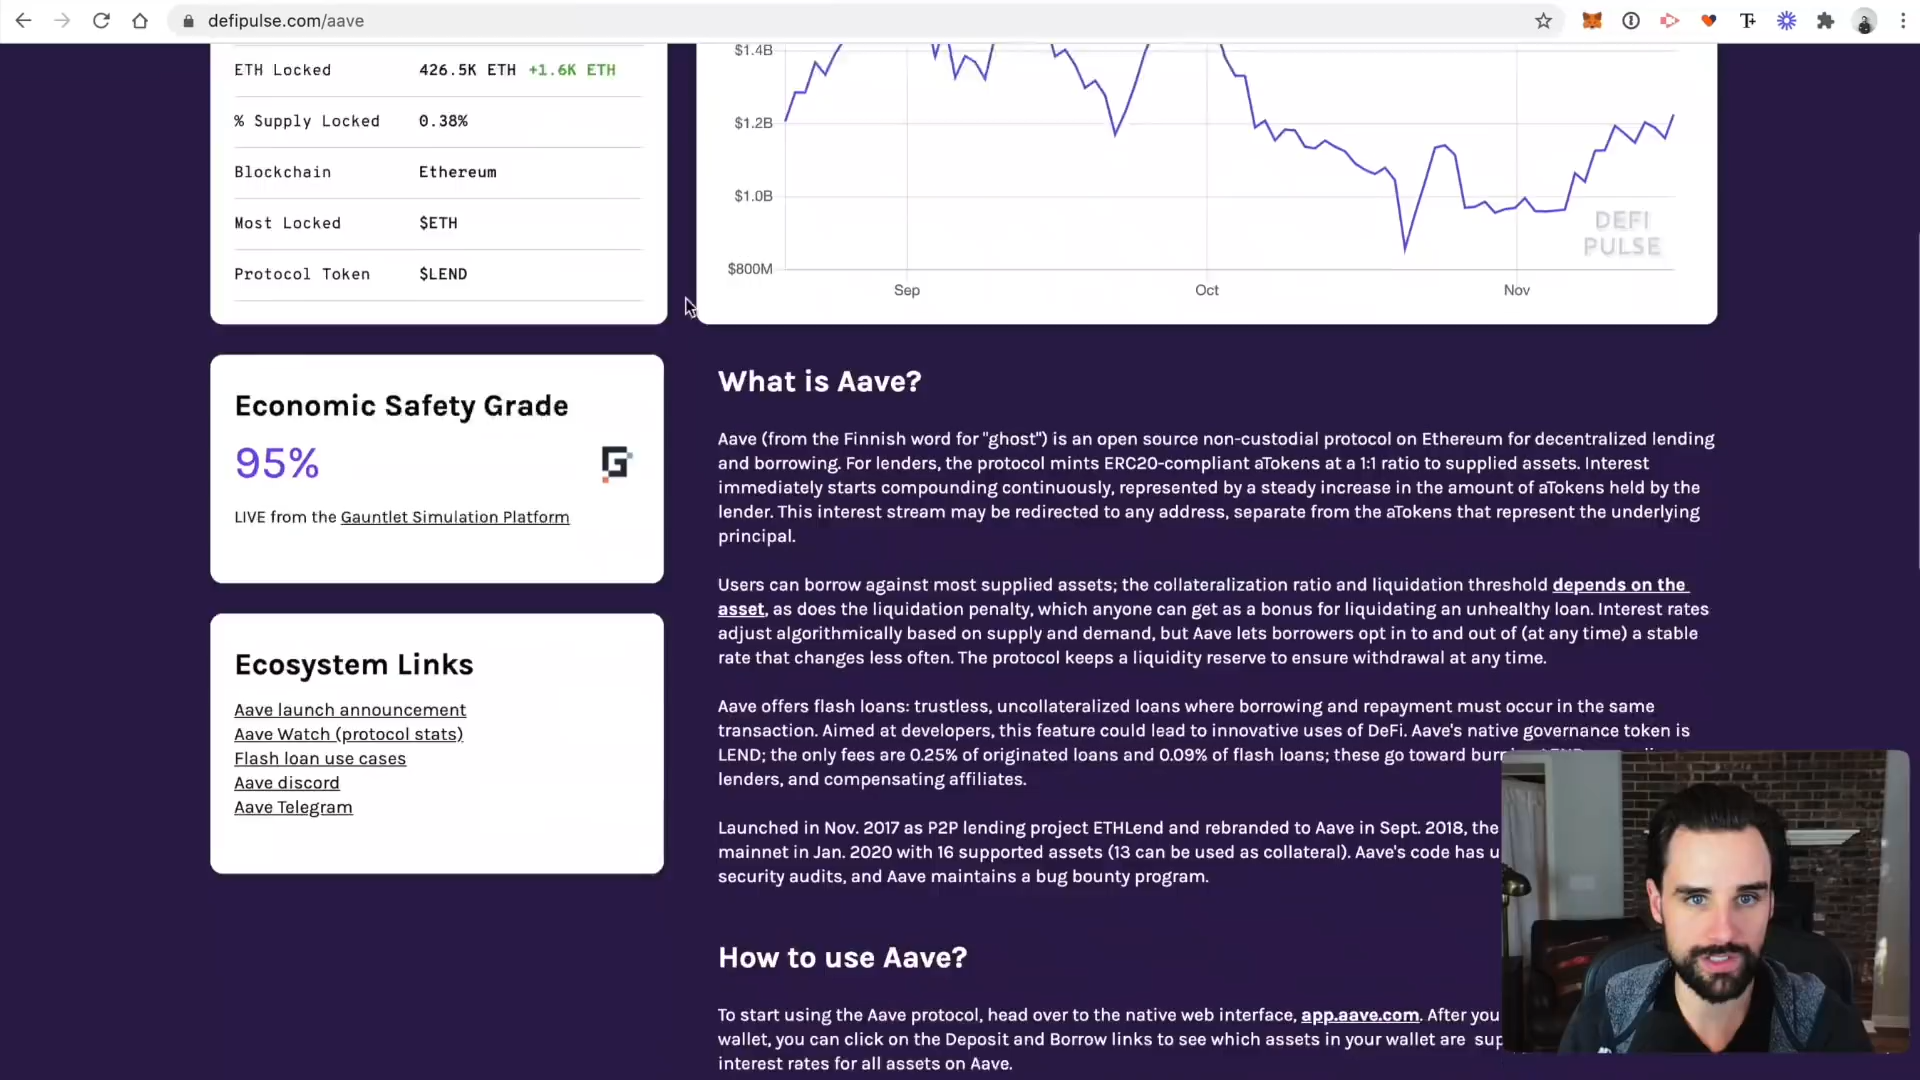 defipulse.com/aave
ETH Locked 426.5K ETH +1.6K ETH
% Supply Locked 0.38%
Blockchain Ethereum
Most Locked $ETH
Protocol Token $LEND
$1.4B
$1.2B
$1.0B
$800M
Sep Oct Nov
DEFI
PULSE
Economic Safety Grade
95%
LIVE from the Gauntlet Simulation Platform
Ecosystem Links
Aave launch announcement
Aave Watch (protocol stats)
Flash loan use cases
Aave discord
Aave Telegram
What is Aave?
Aave (from the Finnish word for "ghost") is an open source non-custodial protocol on Ethereum for decentralized lending
and borrowing. For lenders, the protocol mints ERC20-compliant aTokens at a 1:1 ratio to supplied assets. Interest
immediately starts compounding continuously, represented by a steady increase in the amount of aTokens held by the
lender. This interest stream may be redirected to any address, separate from the aTokens that represent the underlying
principal.
Users can borrow against most supplied assets; the collateralization ratio and liquidation threshold depends on the
asset, as does the liquidation penalty, which anyone can get as a bonus for liquidating an unhealthy loan. Interest rates
adjust algorithmically based on supply and demand, but Aave lets borrowers opt in to and out of (at any time) a stable
rate that changes less often. The protocol keeps a liquidity reserve to ensure withdrawal at any time.
Aave offers flash loans: trustless, uncollateralized loans where borrowing and repayment must occur in the same
transaction. Aimed at developers, this feature could lead to innovative uses of DeFi. Aave's native governance token is
LEND; the only fees are 0.25% of originated loans and 0.09% of flash loans; these go toward
lenders, and compensating affiliates.
Launched in Nov. 2017 as P2P lending project ETHLend and rebranded to Aave in Sept. 2018, the
mainnet in Jan. 2020 with 16 supported assets (13 can be used as collateral). Aave's code has
security audits, and Aave maintains a bug bounty program.
How to use Aave?
To start using the Aave protocol, head over to the native web interface, app.aave.com. After you
wallet, you can click on the Deposit and Borrow links to see which assets in your wallet are
interest rates for all assets on Aave.